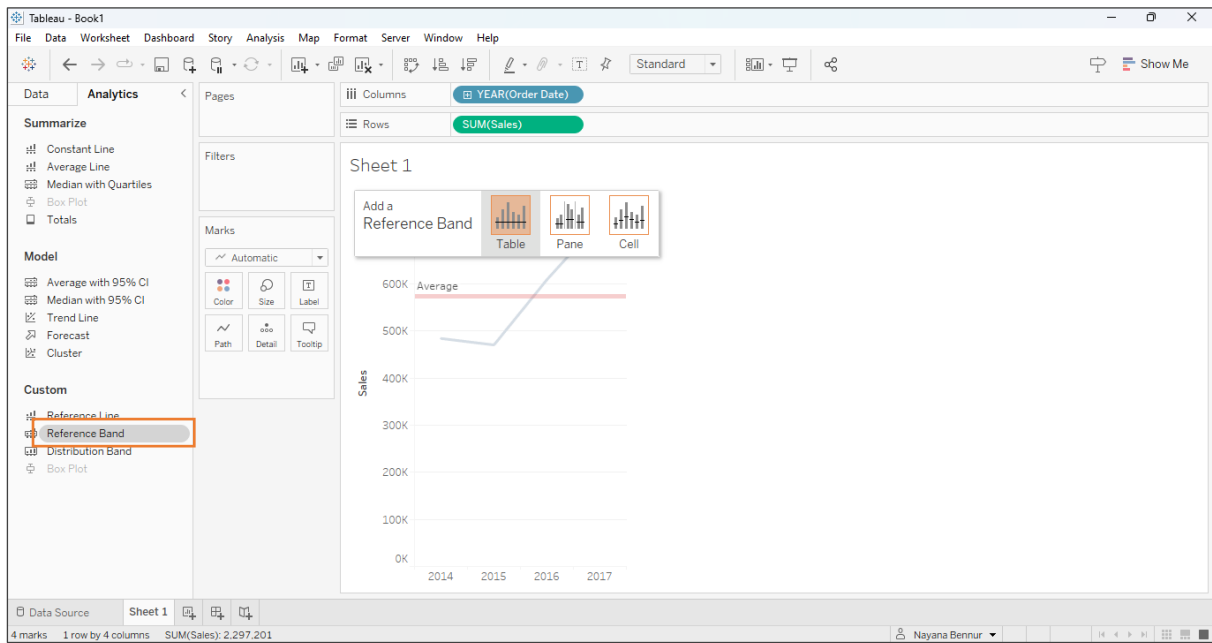 Tableau - Book1
File Data Worksheet Dashboard Story Analysis Map Format Server Window Help
Standard
Show Me
Data Analytics
Pages
Columns
YEAR(Order Date)
Rows
SUM(Sales)
Summarize
Constant Line
Average Line
Median with Quartiles
Box Plot
Totals
Model
Average with 95% CI
Median with 95% CI
Trend Line
Forecast
Cluster
Custom
Reference Line
Reference Band
Distribution Band
Box Plot
Filters
Marks
Automatic
Color Size Label
Path Detail Tooltip
Sheet 1
Add a
Reference Band
Table Pane Cell
600K Average
500K
400K
300K
200K
100K
0K
Sales
2014 2015 2016 2017
Data Source Sheet 1
4 marks 1 row by 4 columns SUM(Sales): 2,297,201
Nayana Bennur